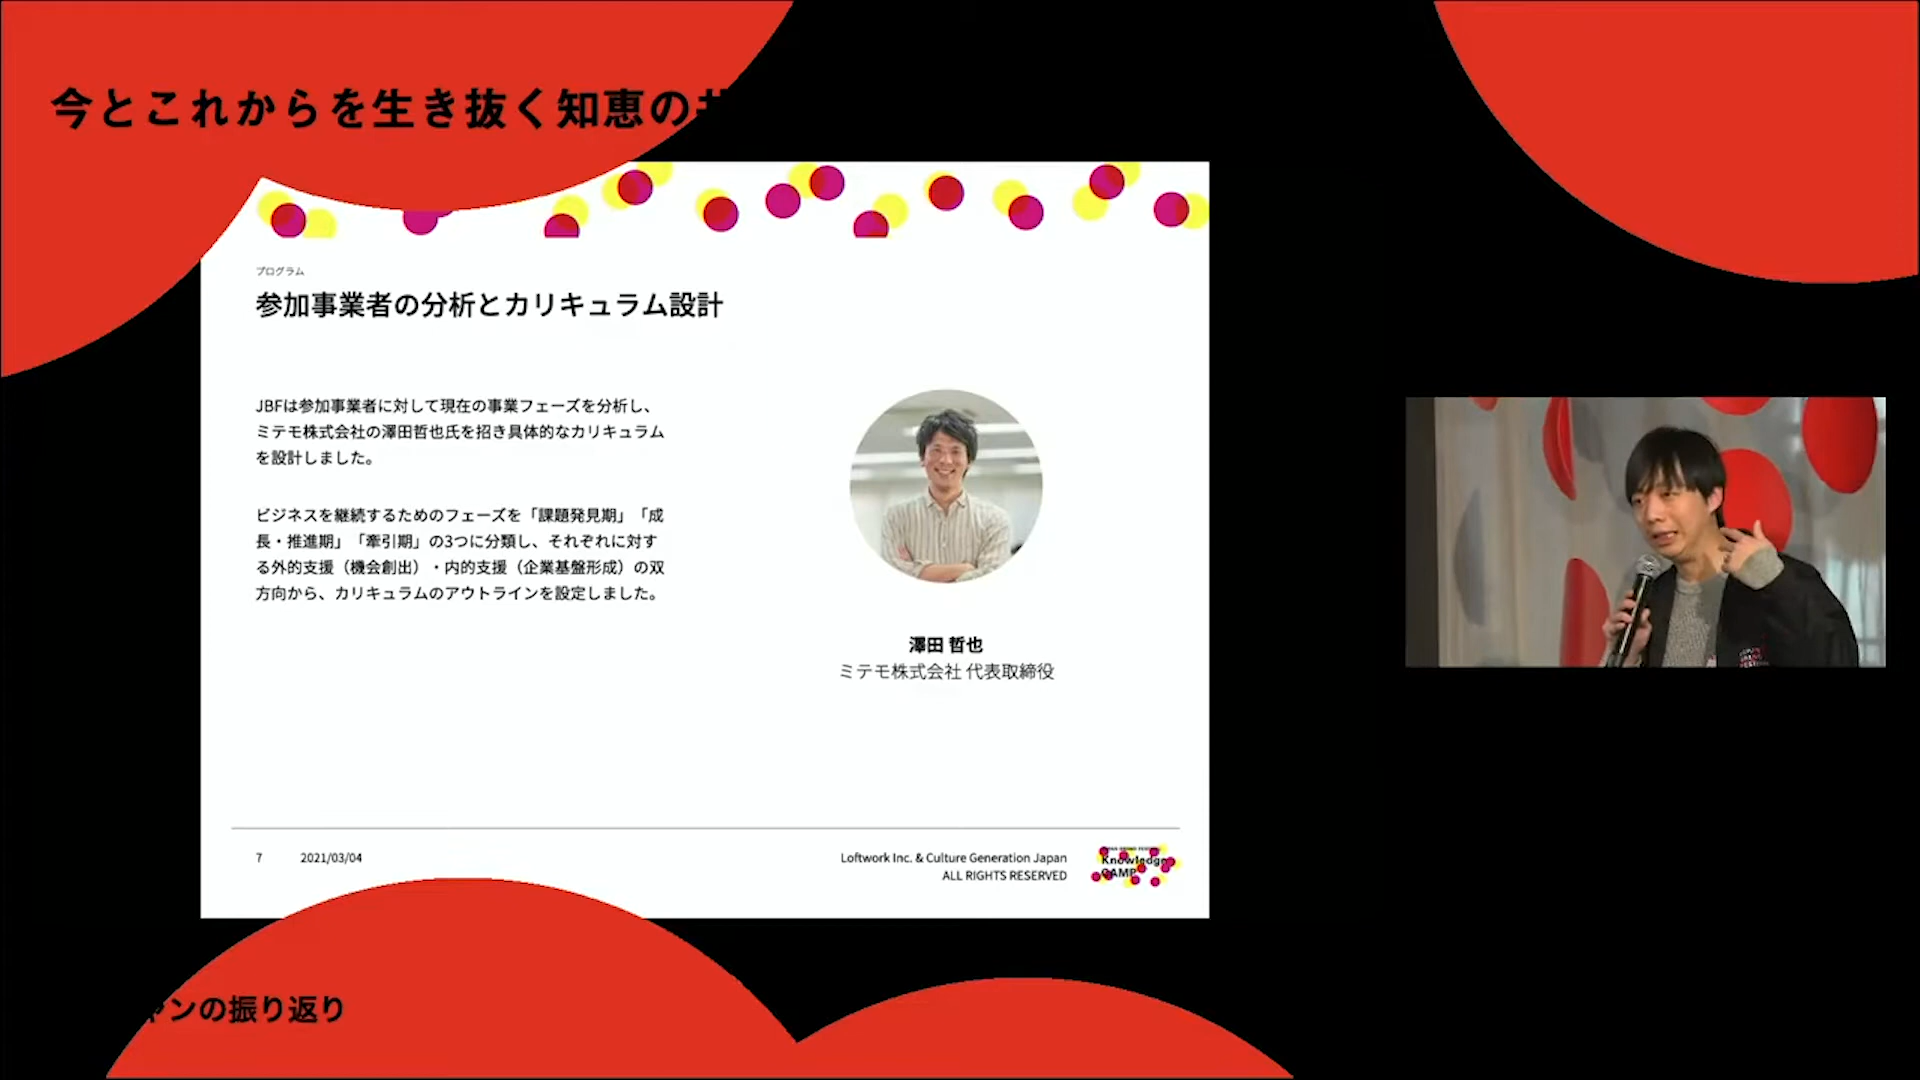 今とこれからを生き抜く知恵の
プログラム
参加事業者の分析とカリキュラム設計
JBFは参加事業者に対して現在の事業フェーズを分析し、
ミテモ株式会社の澤田哲也氏を招き具体的なカリキュラム
を設計しました。
ビジネスを継続するためのフェーズを「課題発見期」「成
長・推進期」「牽引期」の3つに分類し、それぞれに対す
る外的支援（機会創出）・内的支援（企業基盤形成）の双
方向から、カリキュラムのアウトラインを設定しました。
澤田 哲也
ミテモ株式会社 代表取締役
7 2021/03/04
Loftwork Inc. & Culture Generation Japan
ALL RIGHTS RESERVED
Knowledge
CAMP
ンの振り返り